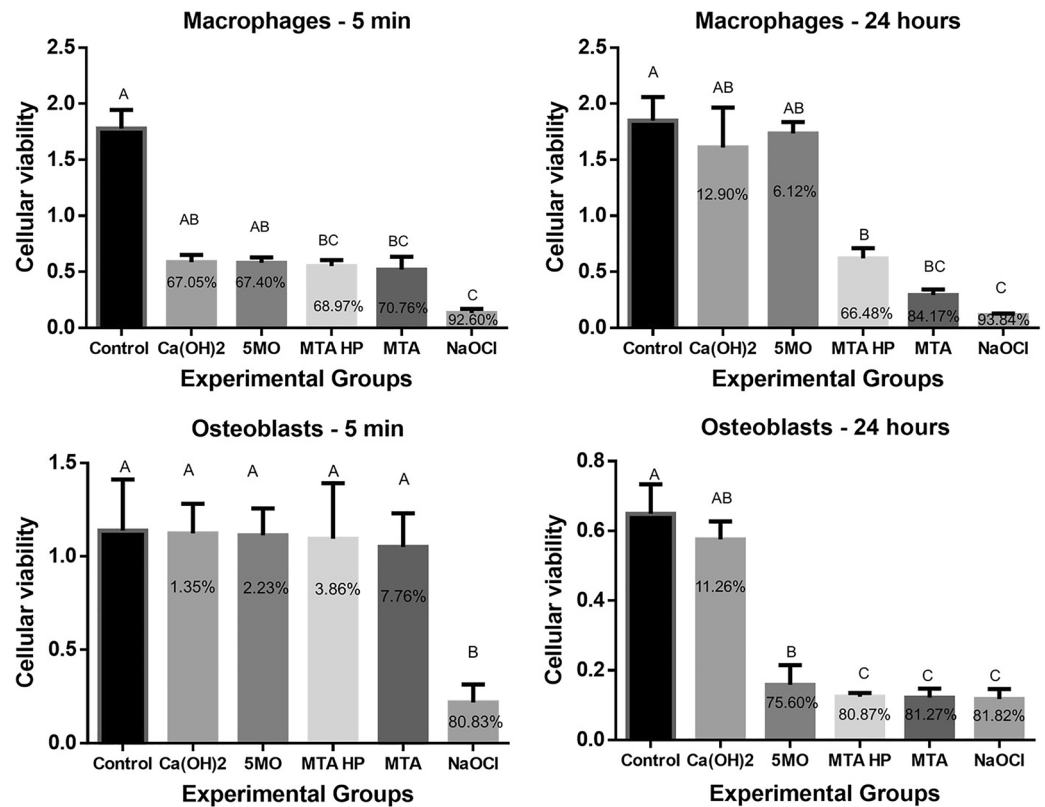 Macrophages - 5 min
Cellular viability
2.5
2.0
1.5
1.0
0.5
0.0
A
AB
AB
BC
BC
C
67.05%
67.40%
68.97%
70.76%
92.60%
Control
Ca(OH)2
5MO
MTA HP
MTA
NaOCl
Experimental Groups
Macrophages - 24 hours
Cellular viability
2.5
2.0
1.5
1.0
0.5
0.0
A
AB
AB
B
BC
C
12.90%
6.12%
66.48%
84.17%
93.84%
Control
Ca(OH)2
5MO
MTA HP
MTA
NaOCl
Experimental Groups
Osteoblasts - 5 min
Cellular viability
1.5
1.0
0.5
0.0
A
A
A
A
A
B
1.35%
2.23%
3.86%
7.76%
80.83%
Control
Ca(OH)2
5MO
MTA HP
MTA
NaOCl
Experimental Groups
Osteoblasts - 24 hours
Cellular viability
0.8
0.6
0.4
0.2
0.0
A
AB
B
C
C
C
11.26%
75.60%
80.87%
81.27%
81.82%
Control
Ca(OH)2
5MO
MTA HP
MTA
NaOCl
Experimental Groups